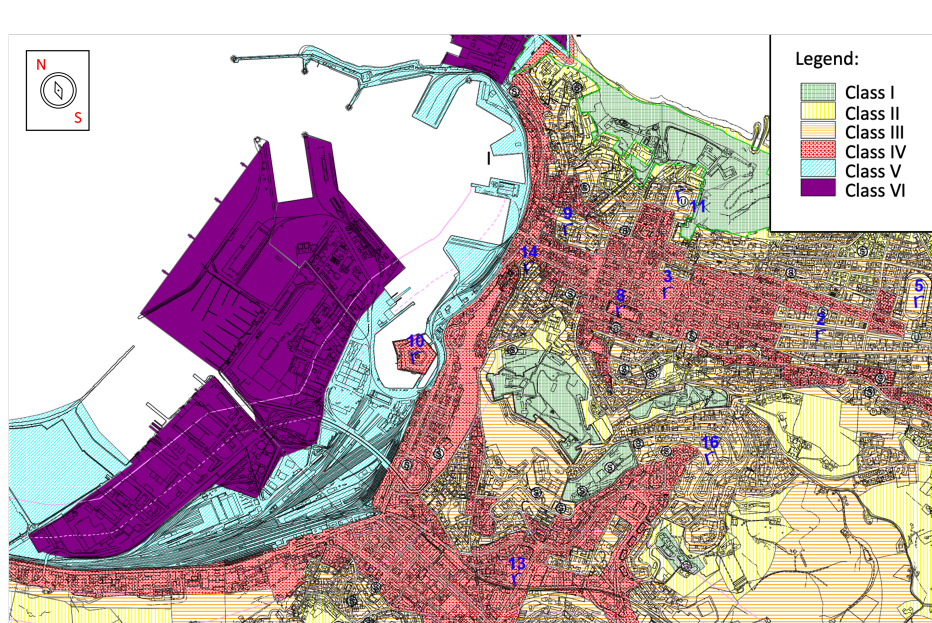 N
S
Legend:
Class I
Class II
Class III
Class IV
Class V
Class VI
I
11
9
14
3
5
8
2
10
16
13